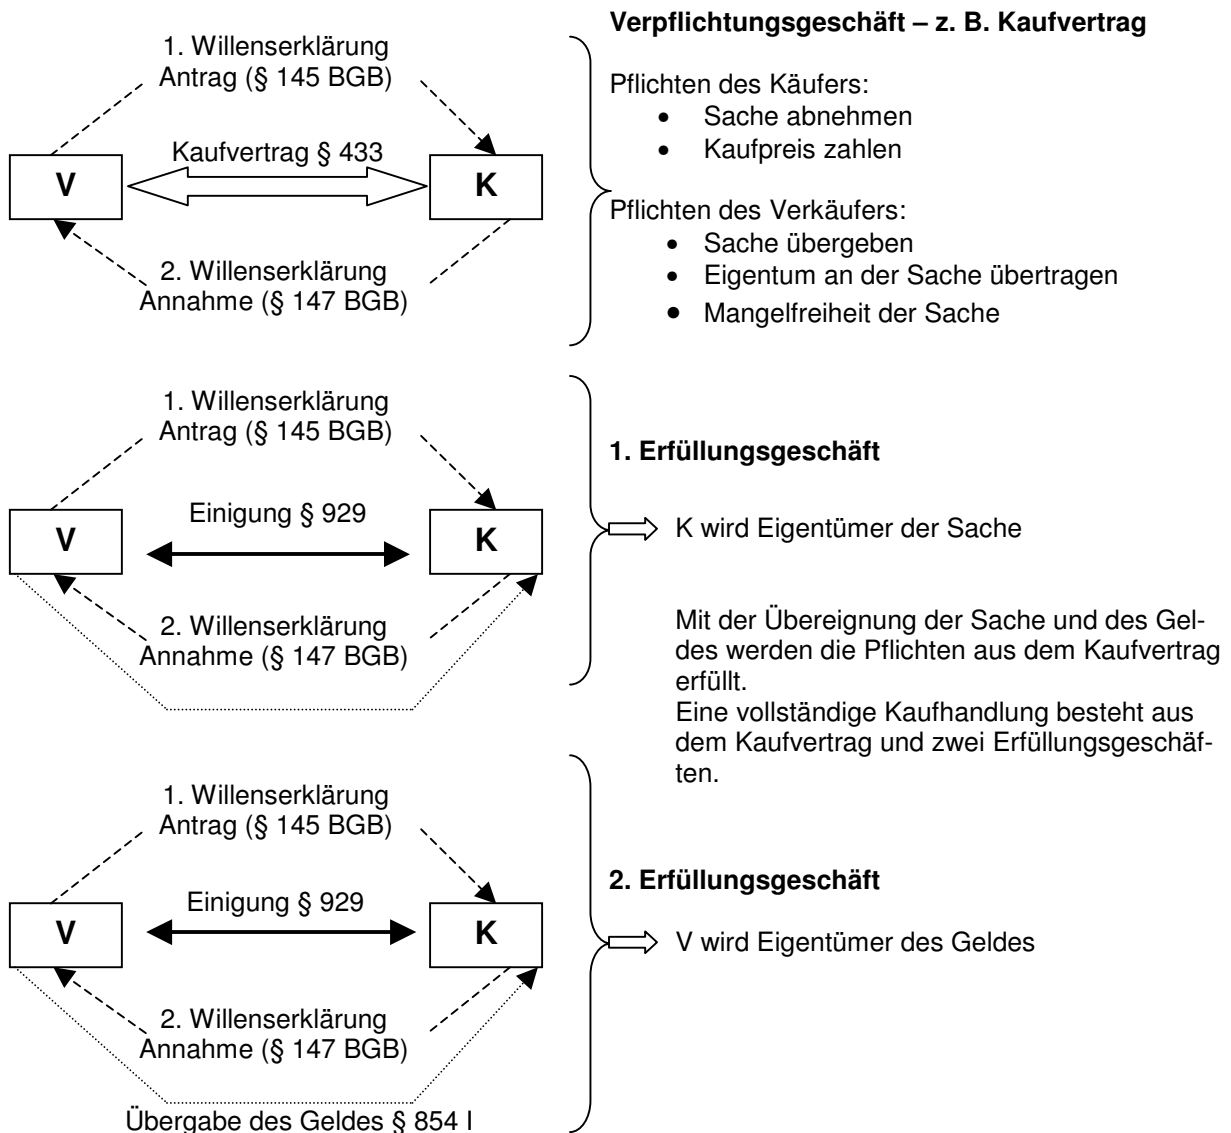 Verpflichtungsgeschäft – z. B. Kaufvertrag
1. Willenserklärung
Antrag (§ 145 BGB)
Kaufvertrag § 433
V
K
2. Willenserklärung
Annahme (§ 147 BGB)
Pflichten des Käufers:
• Sache abnehmen
• Kaufpreis zahlen
Pflichten des Verkäufers:
• Sache übergeben
• Eigentum an der Sache übertragen
• Mangelfreiheit der Sache
1. Willenserklärung
Antrag (§ 145 BGB)
Einigung § 929
V
K
2. Willenserklärung
Annahme (§ 147 BGB)
1. Erfüllungsgeschäft
K wird Eigentümer der Sache
Mit der Übereignung der Sache und des Gel-
des werden die Pflichten aus dem Kaufvertrag
erfüllt.
Eine vollständige Kaufhandlung besteht aus
dem Kaufvertrag und zwei Erfüllungsgeschäf-
ten.
1. Willenserklärung
Antrag (§ 145 BGB)
Einigung § 929
V
K
2. Willenserklärung
Annahme (§ 147 BGB)
Übergabe des Geldes § 854 I
2. Erfüllungsgeschäft
V wird Eigentümer des Geldes